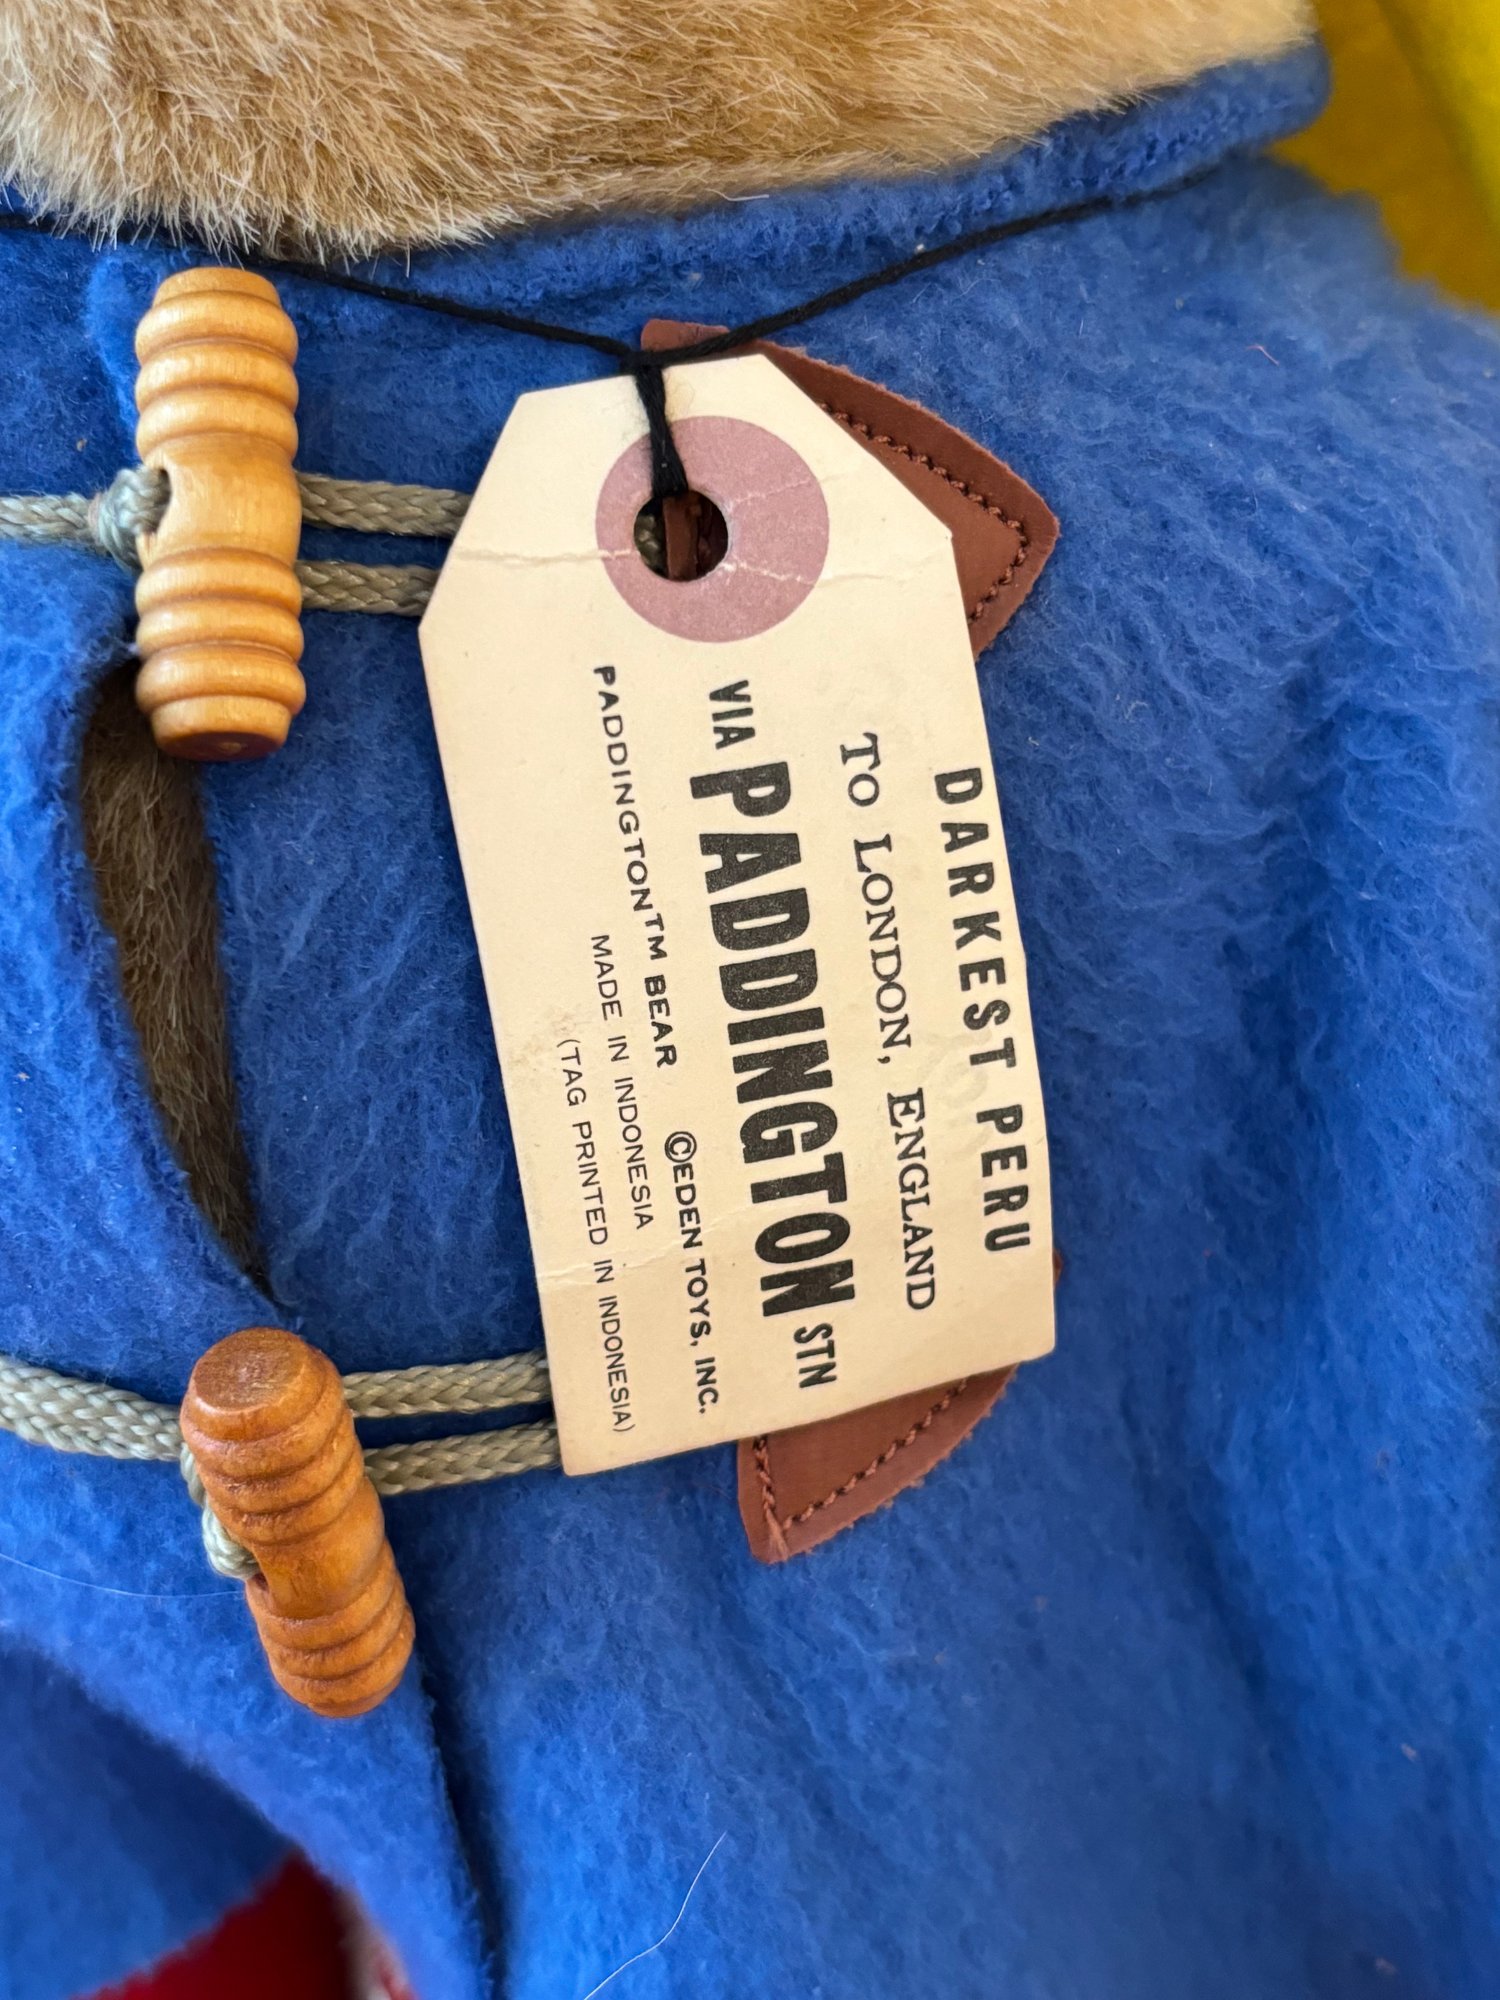 DARKEST PERU
TO LONDON, ENGLAND
VIA PADDINGTON STN
PADDINGTONTM BEAR ©EDEN TOYS, INC.
MADE IN INDONESIA
(TAG PRINTED IN INDONESIA)